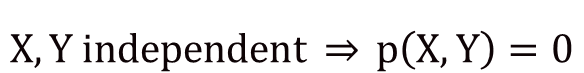 X, Y independent ⇒ p(X, Y) = 0